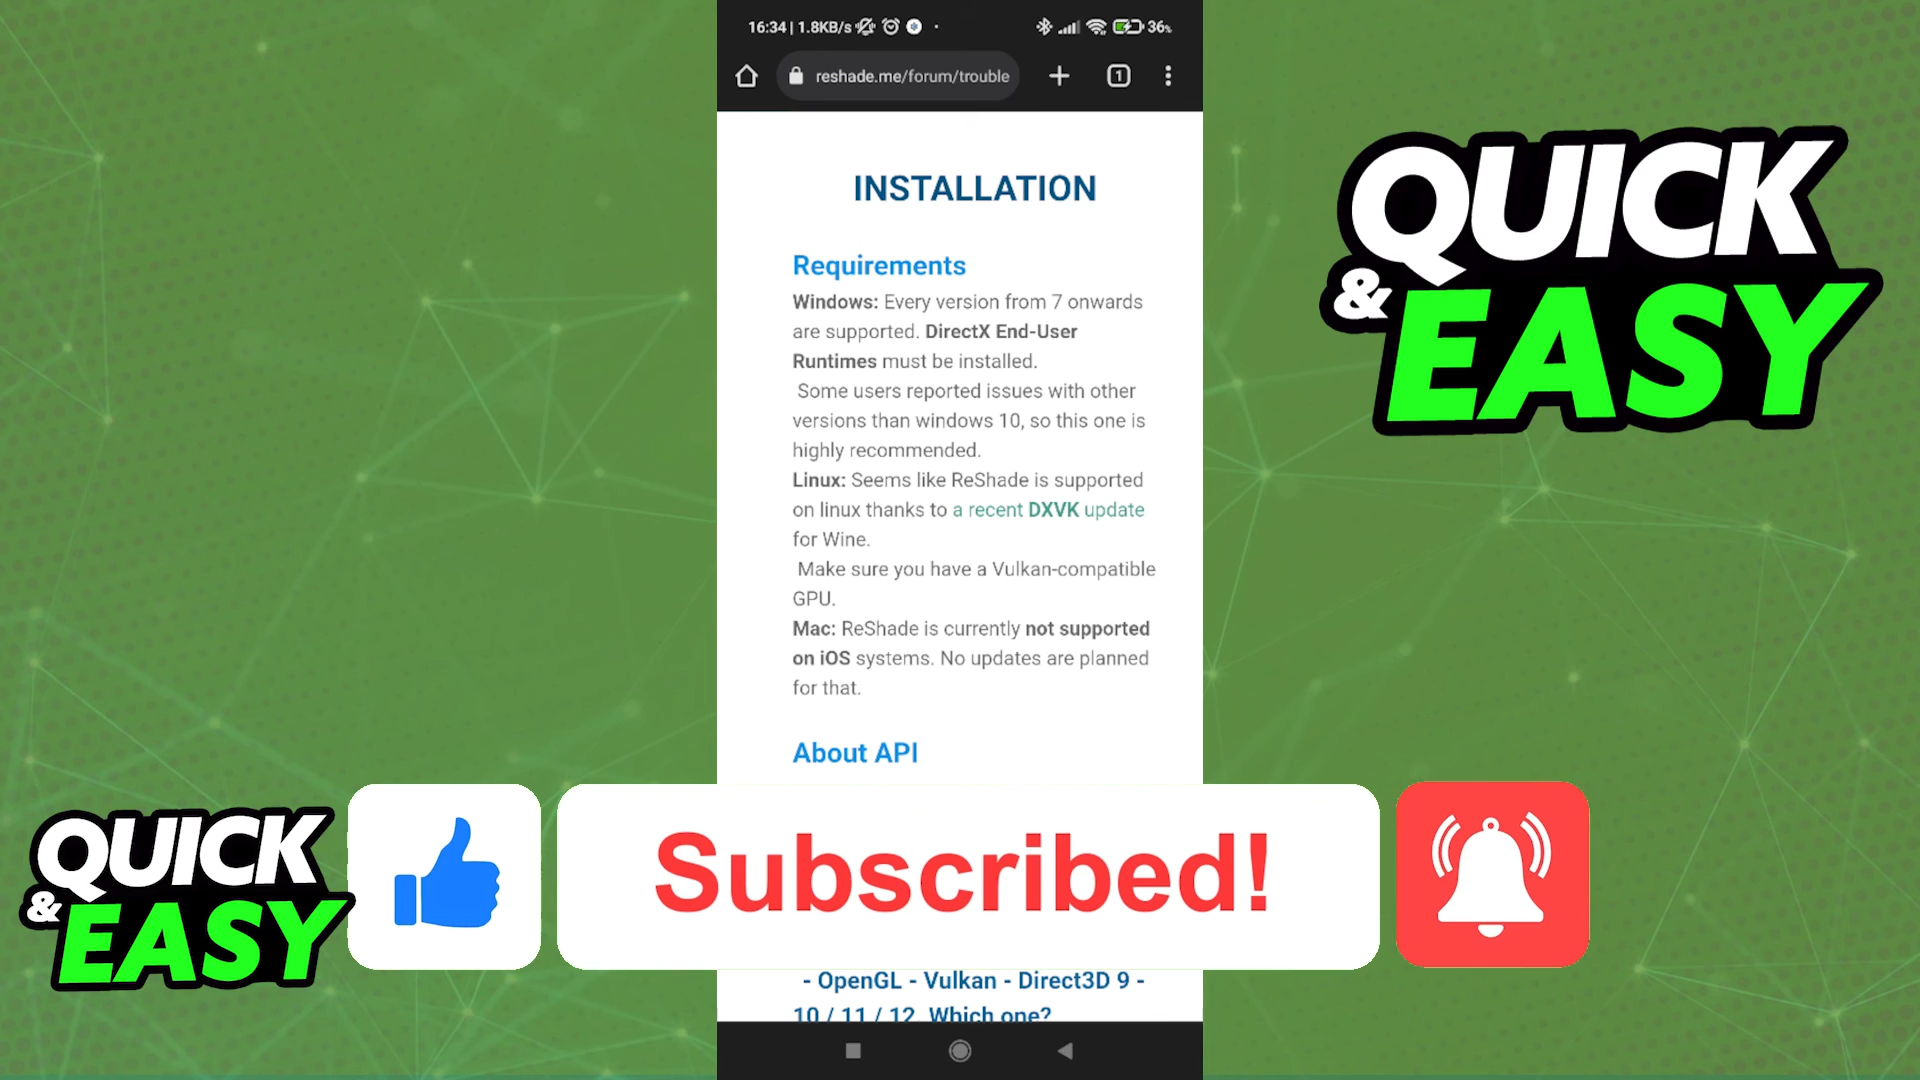 16:34 | 1.8KB/s
36%
reshade.me/forum/trouble
1
INSTALLATION
Requirements
Windows: Every version from 7 onwards
are supported. DirectX End-User
Runtimes must be installed.
Some users reported issues with other
versions than windows 10, so this one is
highly recommended.
Linux: Seems like ReShade is supported
on linux thanks to a recent DXVK update
for Wine.
Make sure you have a Vulkan-compatible
GPU.
Mac: ReShade is currently not supported
on iOS systems. No updates are planned
for that.
About API
- OpenGL - Vulkan - Direct3D 9 -
10 / 11 / 12. Which one?
QUICK
& EASY
QUICK
& EASY
Subscribed!